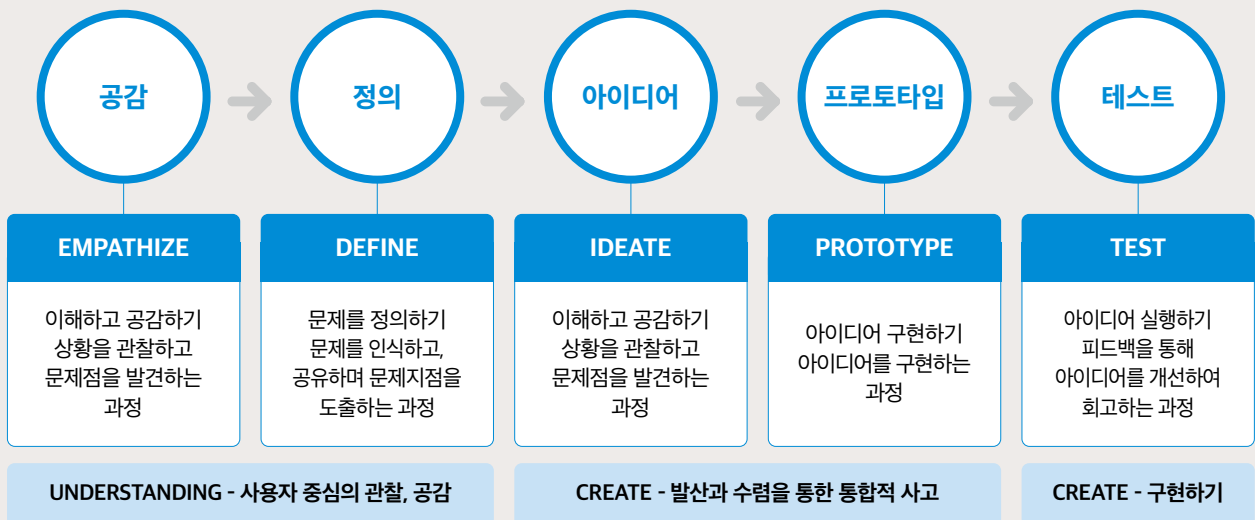 공감
정의
아이디어
프로토타입
테스트
EMPATHIZE
이해하고 공감하기
상황을 관찰하고
문제점을 발견하는
과정
DEFINE
문제를 정의하기
문제를 인식하고,
공유하며 문제지점을
도출하는 과정
IDEATE
이해하고 공감하기
상황을 관찰하고
문제점을 발견하는
과정
PROTOTYPE
아이디어 구현하기
아이디어를 구현하는
과정
TEST
아이디어 실행하기
피드백을 통해
아이디어를 개선하여
회고하는 과정
UNDERSTANDING - 사용자 중심의 관찰, 공감
CREATE - 발산과 수렴을 통한 통합적 사고
CREATE - 구현하기